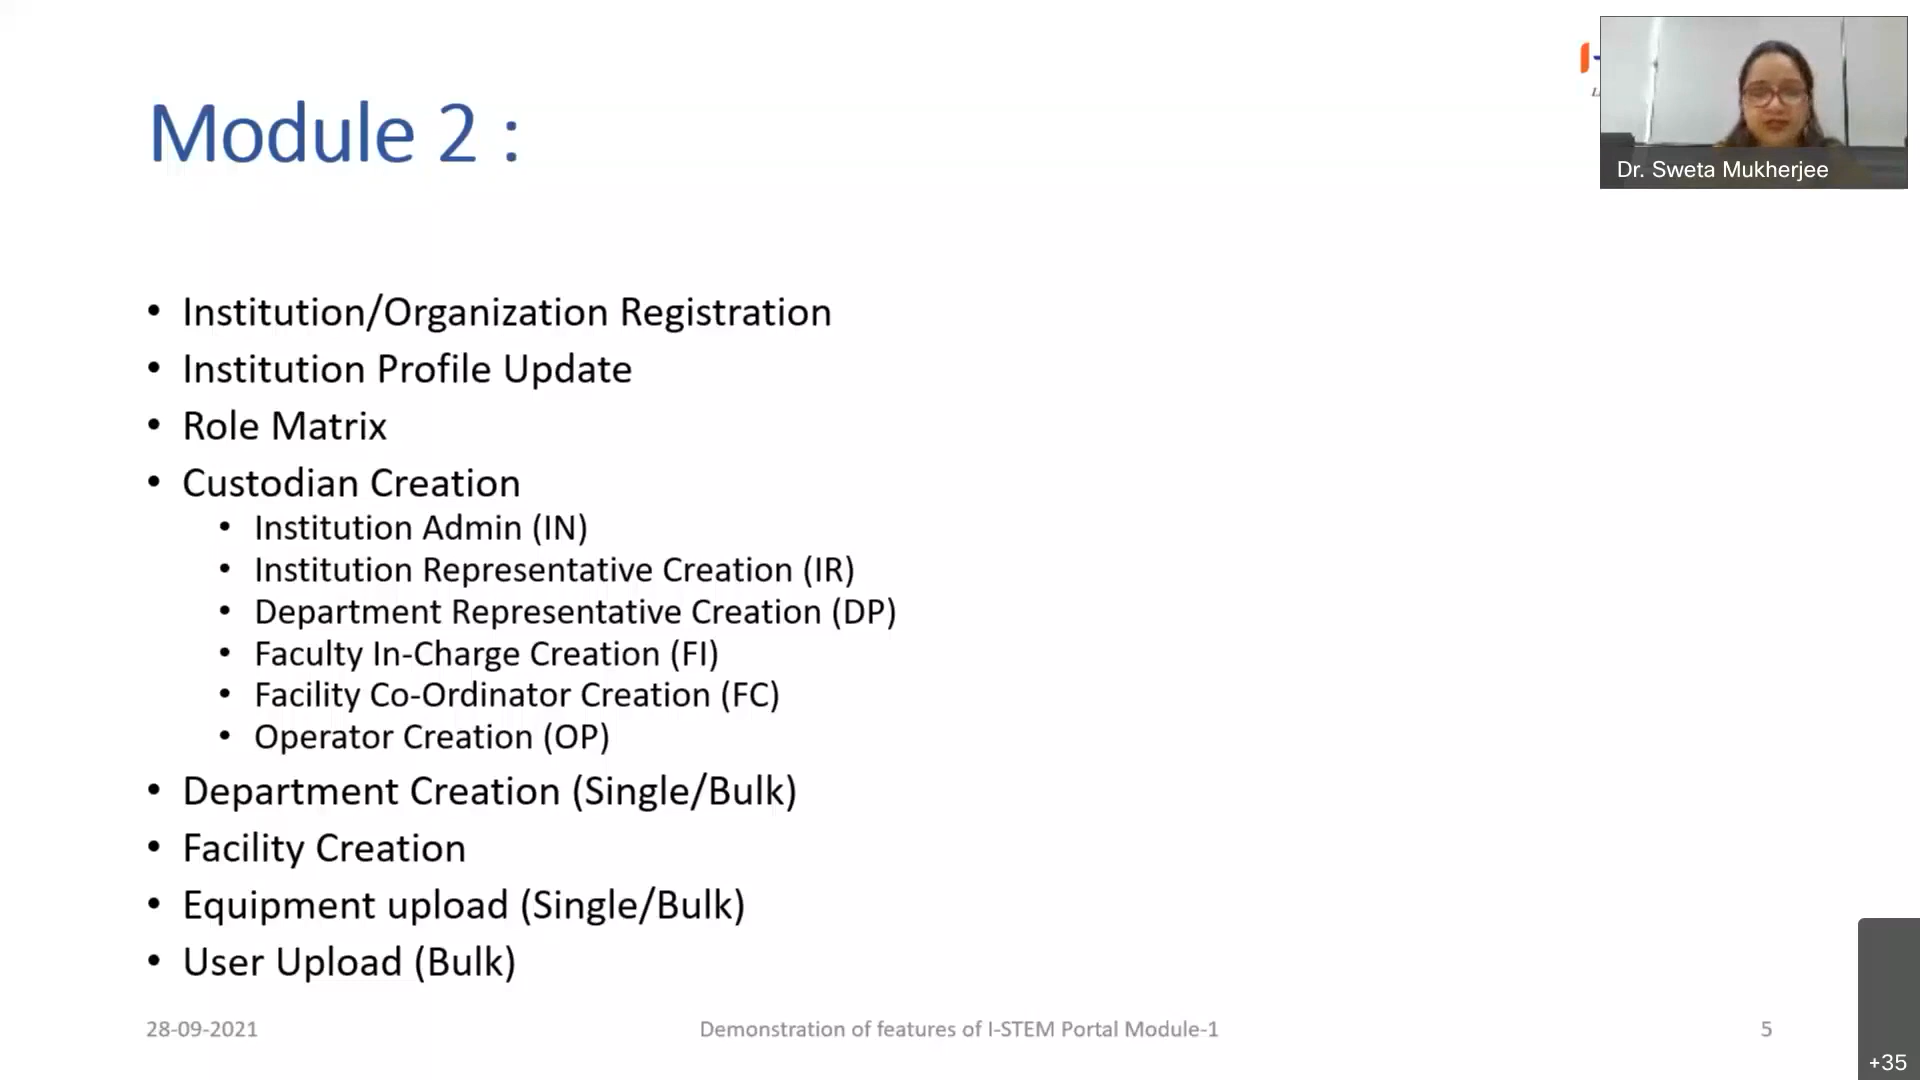 Module 2 :
Dr. Sweta Mukherjee
• Institution/Organization Registration
• Institution Profile Update
• Role Matrix
• Custodian Creation
• Institution Admin (IN)
• Institution Representative Creation (IR)
• Department Representative Creation (DP)
• Faculty In-Charge Creation (FI)
• Facility Co-Ordinator Creation (FC)
• Operator Creation (OP)
• Department Creation (Single/Bulk)
• Facility Creation
• Equipment upload (Single/Bulk)
• User Upload (Bulk)
28-09-2021
Demonstration of features of I-STEM Portal Module-1
5
+35